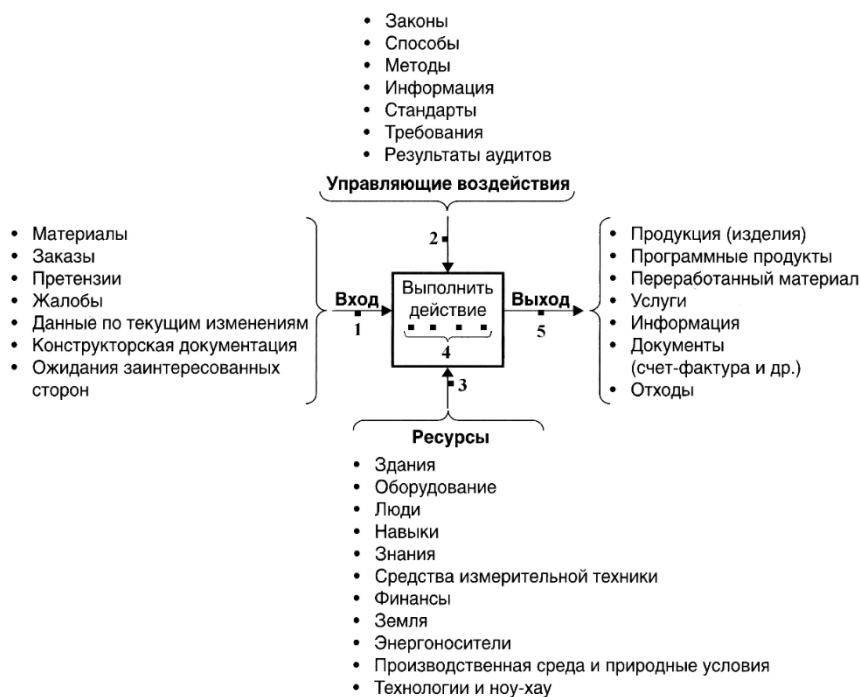 • Законы
• Способы
• Методы
• Информация
• Стандарты
• Требования
• Результаты аудитов
Управляющие воздействия
2
• Материалы
• Заказы
• Претензии
• Жалобы
• Данные по текущим изменениям
• Конструкторская документация
• Ожидания заинтересованных
сторон
Вход
1
Выполнить
действие
4
Выход
5
• Продукция (изделия)
• Программные продукты
• Переработанный материал
• Услуги
• Информация
• Документы
(счет-фактура и др.)
• Отходы
3
Ресурсы
• Здания
• Оборудование
• Люди
• Навыки
• Знания
• Средства измерительной техники
• Финансы
• Земля
• Энергоносители
• Производственная среда и природные условия
• Технологии и ноу-хау